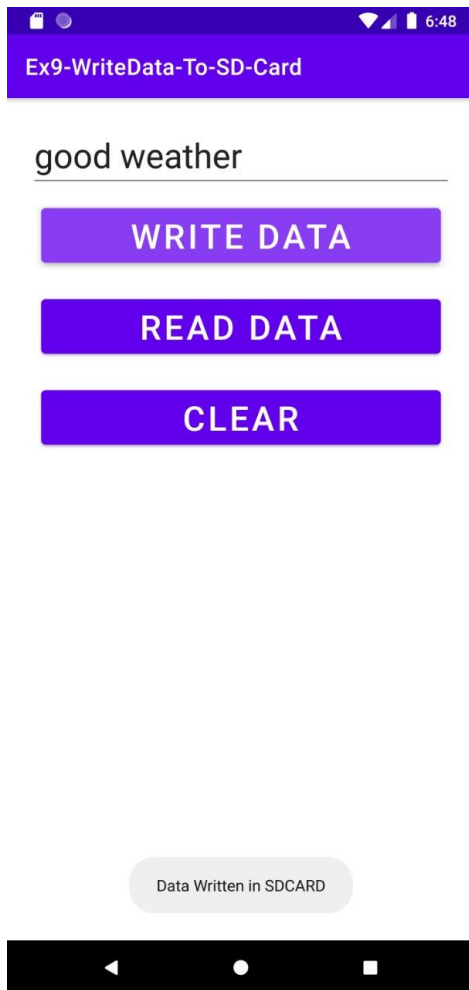 6:48
Ex9-WriteData-To-SD-Card
good weather
WRITE DATA
READ DATA
CLEAR
Data Written in SDCARD